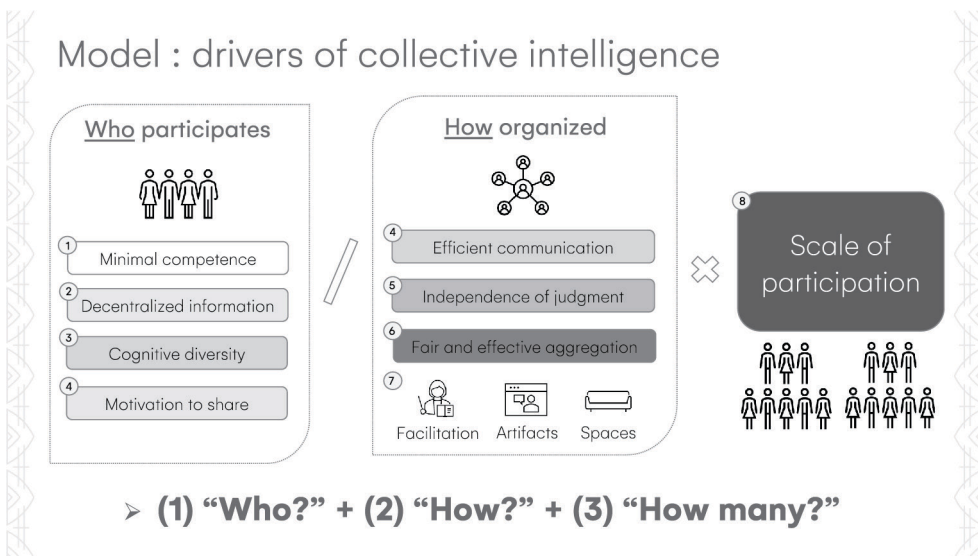 Model : drivers of collective intelligence
Who participates
1
Minimal competence
2
Decentralized information
3
Cognitive diversity
4
Motivation to share
How organized
4
Efficient communication
5
Independence of judgment
6
Fair and effective aggregation
7
Facilitation Artifacts Spaces
8
Scale of
participation
➢ (1) “Who?” + (2) “How?” + (3) “How many?”